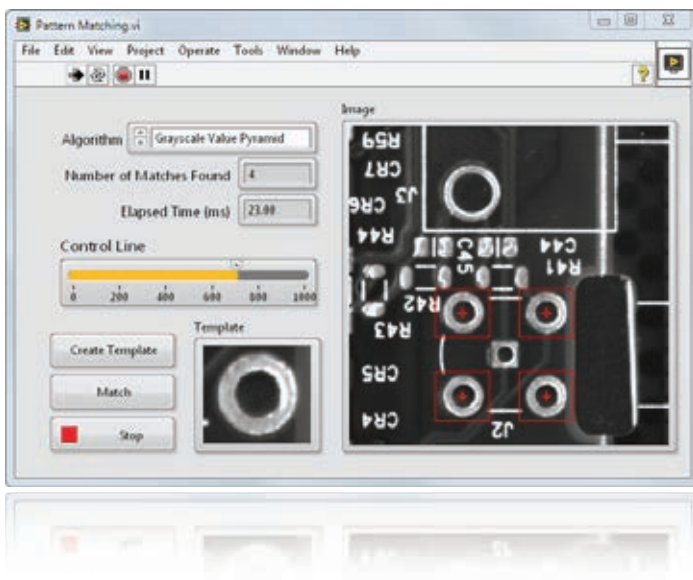 Pattern Matching.vi
File Edit View Project Operate Tools Window Help
Algorithm Grayscale Value Pyramid
Number of Matches Found 4
Elapsed Time (ms) 23.00
Control Line
0 200 400 600 800 1000
Create Template
Match
Stop
Template
Image
R59
CR7
J3
CR6
R44
C45
C44
R41
R42
R43
CR5
CR4
J2